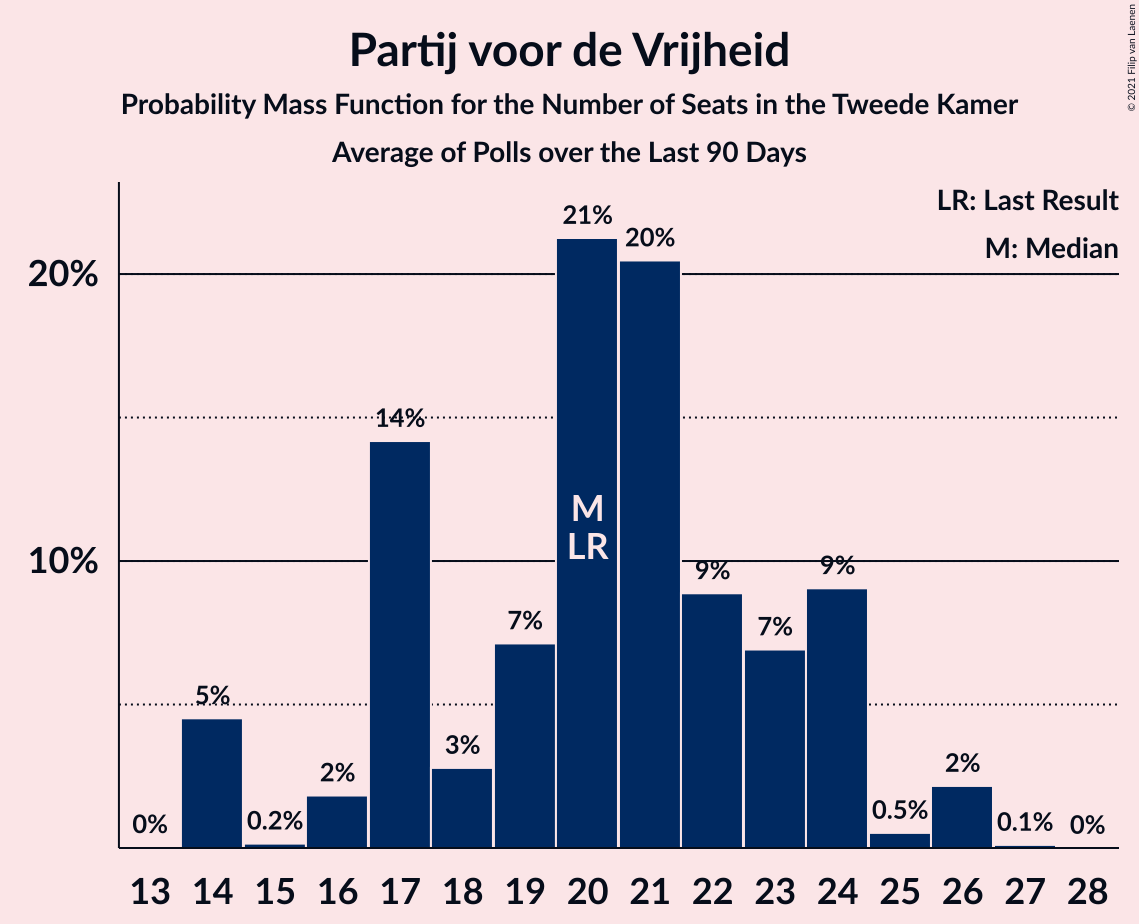 Partij voor de Vrijheid
Probability Mass Function for the Number of Seats in the Tweede Kamer
Average of Polls over the Last 90 Days
© 2021 Filip van Laenen
LR: Last Result
M: Median
20%
10%
0%
5%
0.2%
2%
14%
3%
7%
21%
20%
9%
7%
9%
0.5%
2%
0.1%
0%
M
LR
13 14 15 16 17 18 19 20 21 22 23 24 25 26 27 28